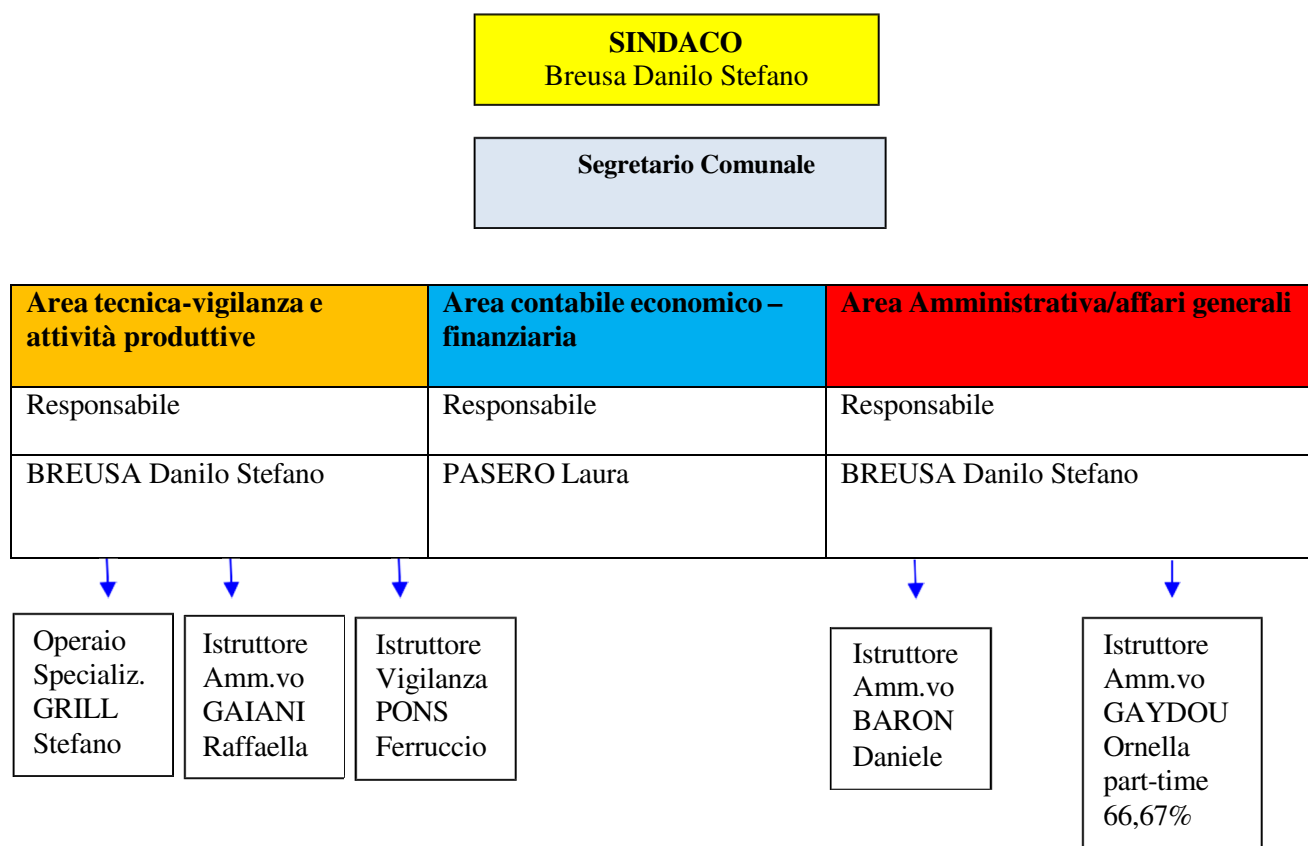 SINDACO
Breusa Danilo Stefano
Segretario Comunale
Area tecnica-vigilanza e
attività produttive
Area contabile economico –
finanziaria
Area Amministrativa/affari generali
Responsabile
Responsabile
Responsabile
BREUSA Danilo Stefano
PASERO Laura
BREUSA Danilo Stefano
Operaio
Specializ.
GRILL
Stefano
Istruttore
Amm.vo
GAIANI
Raffaella
Istruttore
Vigilanza
PONS
Ferruccio
Istruttore
Amm.vo
BARON
Daniele
Istruttore
Amm.vo
GAYDOU
Ornella
part-time
66,67%